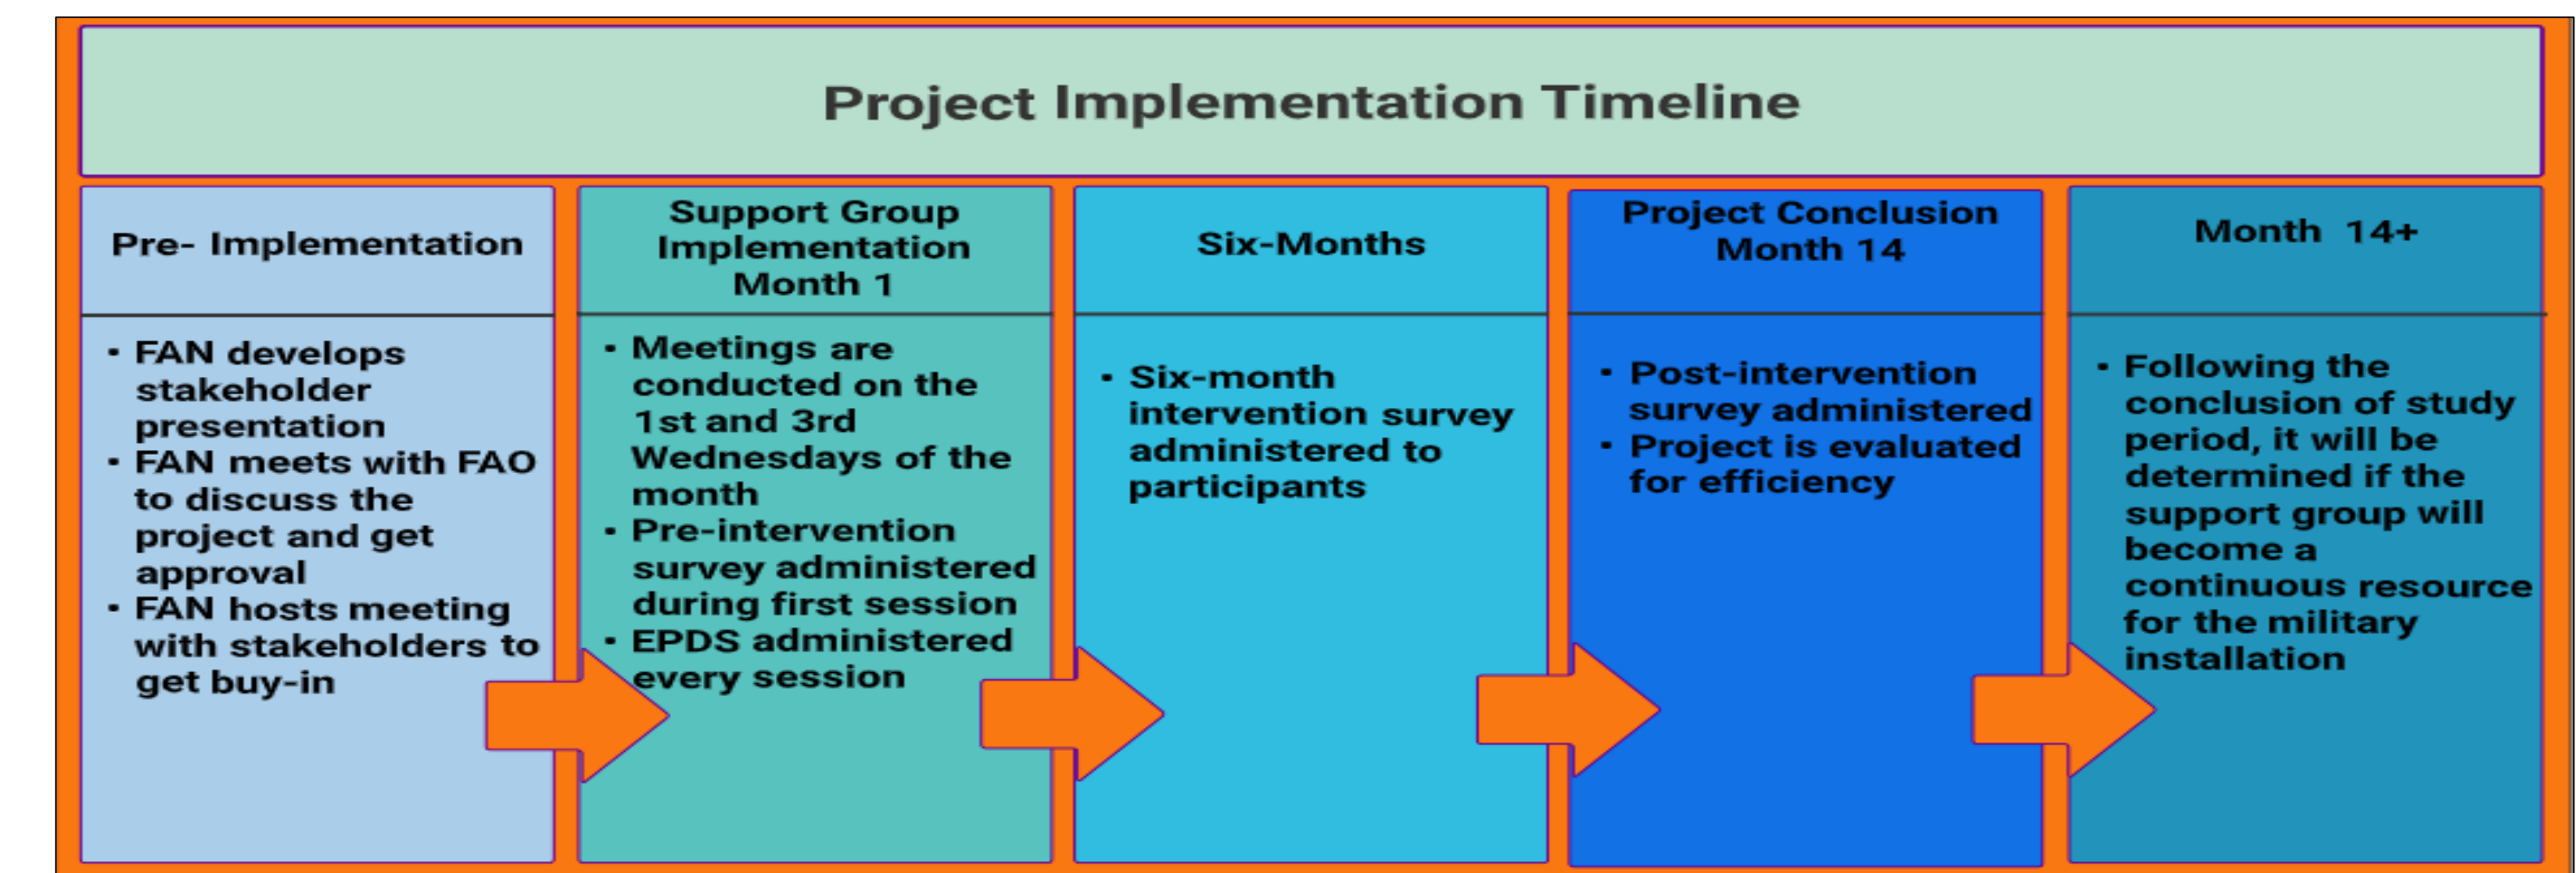 Project Implementation Timeline
Pre- Implementation
• FAN develops
stakeholder
presentation
• FAN meets with FAO
to discuss the
project and get
approval
• FAN hosts meeting
with stakeholders to
get buy-in
Support Group
Implementation
Month 1
• Meetings are
conducted on the
1st and 3rd
Wednesdays of the
month
• Pre-intervention
survey administered
during first session
• EPDS administered
every session
Six-Months
• Six-month
intervention survey
administered to
participants
Project Conclusion
Month 14
• Post-intervention
survey administered
• Project is evaluated
for efficiency
Month 14+
• Following the
conclusion of study
period, it will be
determined if the
support group will
become a
continuous resource
for the military
installation